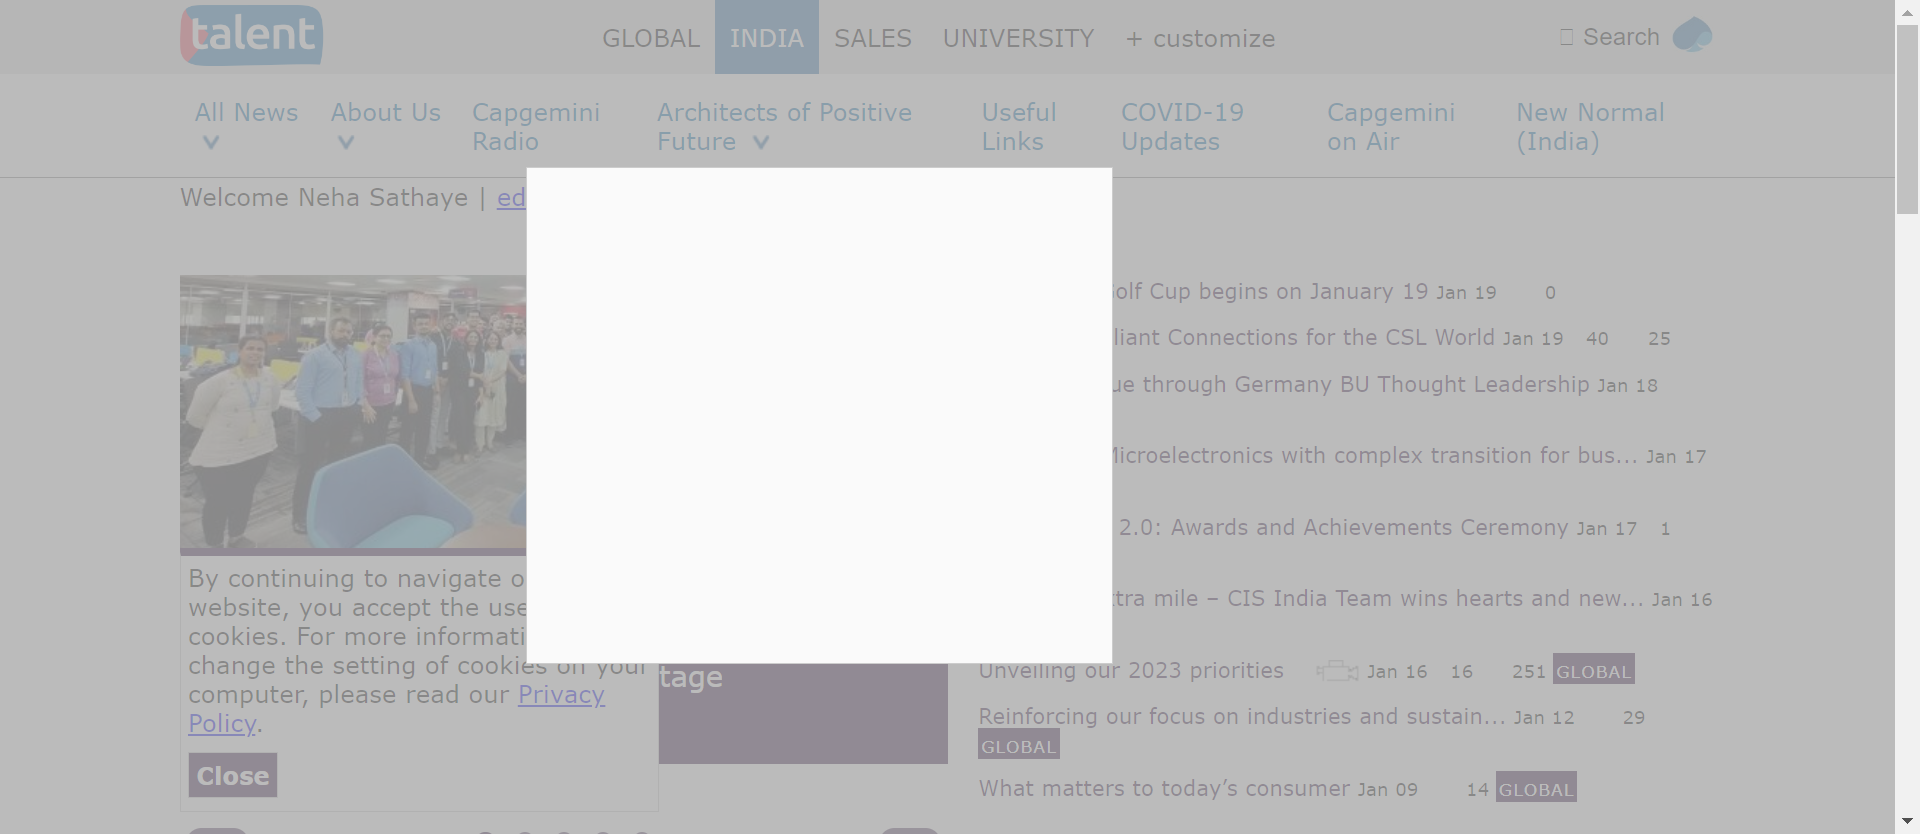 talent
GLOBAL INDIA SALES UNIVERSITY + customize
Search
All News About Us Capgemini Radio Architects of Positive Future Useful Links COVID-19 Updates Capgemini on Air New Normal (India)
Welcome Neha Sathaye | ed
olf Cup begins on January 19 Jan 19 0
liant Connections for the CSL World Jan 19 40 25
ue through Germany BU Thought Leadership Jan 18
Microelectronics with complex transition for bus... Jan 17
2.0: Awards and Achievements Ceremony Jan 17 1
tra mile – CIS India Team wins hearts and new... Jan 16
Unveiling our 2023 priorities Jan 16 16 251 GLOBAL
Reinforcing our focus on industries and sustain... Jan 12 29
GLOBAL
What matters to today’s consumer Jan 09 14 GLOBAL
tage
By continuing to navigate o
website, you accept the use
cookies. For more informati
change the setting of cookies on your
computer, please read our Privacy
Policy.
Close